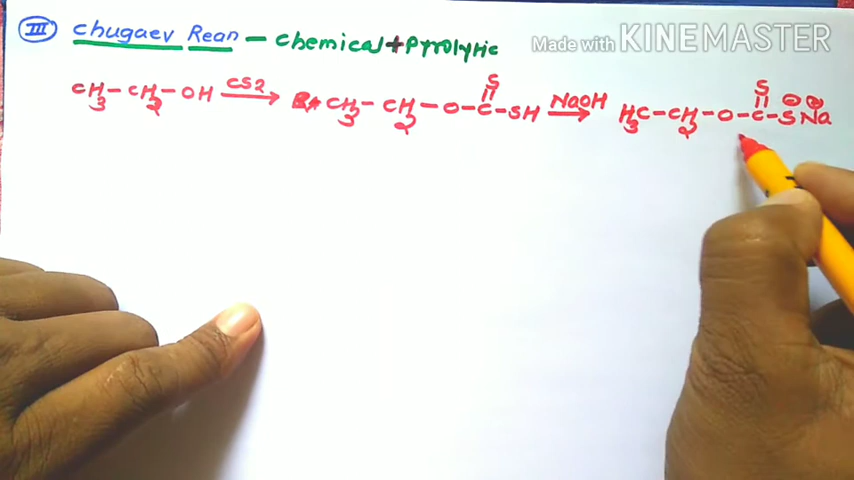 III chugaev Rean - chemical + Pyrolytic
Made with KINEMASTER
CH3-CH2-OH CS2→ CH3-CH2-O-C(=S)-SH NaOH→ H3C-CH2-O-C(=S)-S⊖ Na⊕